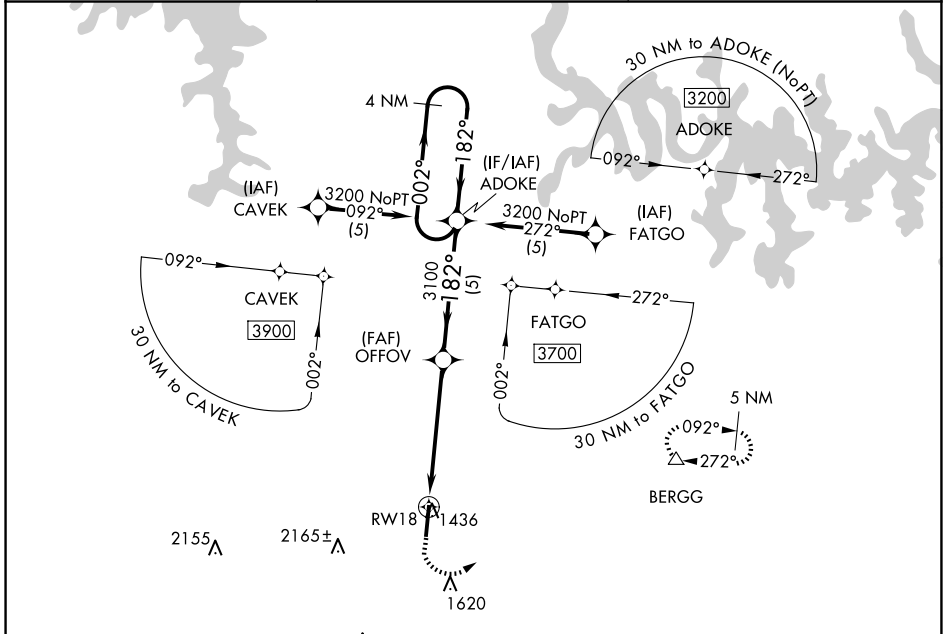 30 NM to ADOKE (NoPT)
3200
ADOKE
092°
272°
4 NM
002°
182°
(IF/IAF)
ADOKE
(IAF)
CAVEK
3200 NoPT
092°
(5)
3200 NoPT
272°
(5)
(IAF)
FATGO
3100
182°
(5)
092°
CAVEK
3900
002°
30 NM to CAVEK
(FAF)
OFFOV
272°
FATGO
3700
002°
30 NM to FATGO
5 NM
092°
272°
BERGG
RW18
1436
2155
2165±
1620